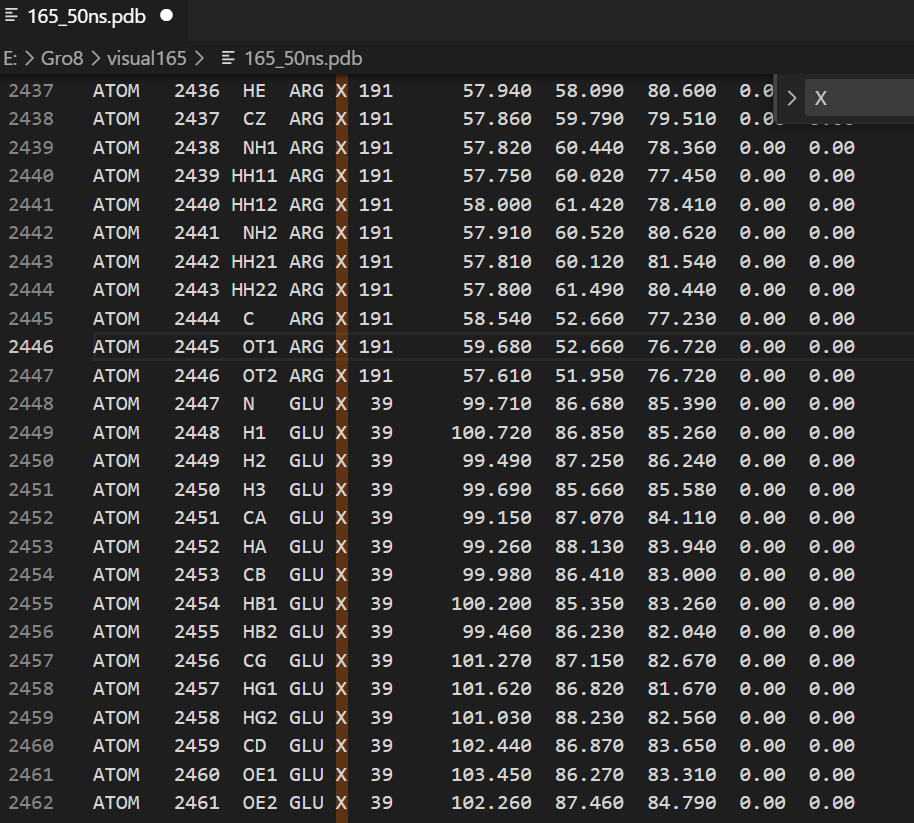 165_50ns.pdb
E: > Gro8 > visual165 > 165_50ns.pdb
2437 ATOM 2436 HE ARG X 191 57.940 58.090 80.600 0.00
X
2438 ATOM 2437 CZ ARG X 191 57.860 59.790 79.510 0.00 0.00
2439 ATOM 2438 NH1 ARG X 191 57.820 60.440 78.360 0.00 0.00
2440 ATOM 2439 HH11 ARG X 191 57.750 60.020 77.450 0.00 0.00
2441 ATOM 2440 HH12 ARG X 191 58.000 61.420 78.410 0.00 0.00
2442 ATOM 2441 NH2 ARG X 191 57.910 60.520 80.620 0.00 0.00
2443 ATOM 2442 HH21 ARG X 191 57.810 60.120 81.540 0.00 0.00
2444 ATOM 2443 HH22 ARG X 191 57.800 61.490 80.440 0.00 0.00
2445 ATOM 2444 C ARG X 191 58.540 52.660 77.230 0.00 0.00
2446 ATOM 2445 OT1 ARG X 191 59.680 52.660 76.720 0.00 0.00
2447 ATOM 2446 OT2 ARG X 191 57.610 51.950 76.720 0.00 0.00
2448 ATOM 2447 N GLU X 39 99.710 86.680 85.390 0.00 0.00
2449 ATOM 2448 H1 GLU X 39 100.720 86.850 85.260 0.00 0.00
2450 ATOM 2449 H2 GLU X 39 99.490 87.250 86.240 0.00 0.00
2451 ATOM 2450 H3 GLU X 39 99.690 85.660 85.580 0.00 0.00
2452 ATOM 2451 CA GLU X 39 99.150 87.070 84.110 0.00 0.00
2453 ATOM 2452 HA GLU X 39 99.260 88.130 83.940 0.00 0.00
2454 ATOM 2453 CB GLU X 39 99.980 86.410 83.000 0.00 0.00
2455 ATOM 2454 HB1 GLU X 39 100.200 85.350 83.260 0.00 0.00
2456 ATOM 2455 HB2 GLU X 39 99.460 86.230 82.040 0.00 0.00
2457 ATOM 2456 CG GLU X 39 101.270 87.150 82.670 0.00 0.00
2458 ATOM 2457 HG1 GLU X 39 101.620 86.820 81.670 0.00 0.00
2459 ATOM 2458 HG2 GLU X 39 101.030 88.230 82.560 0.00 0.00
2460 ATOM 2459 CD GLU X 39 102.440 86.870 83.650 0.00 0.00
2461 ATOM 2460 OE1 GLU X 39 103.450 86.270 83.310 0.00 0.00
2462 ATOM 2461 OE2 GLU X 39 102.260 87.460 84.790 0.00 0.00